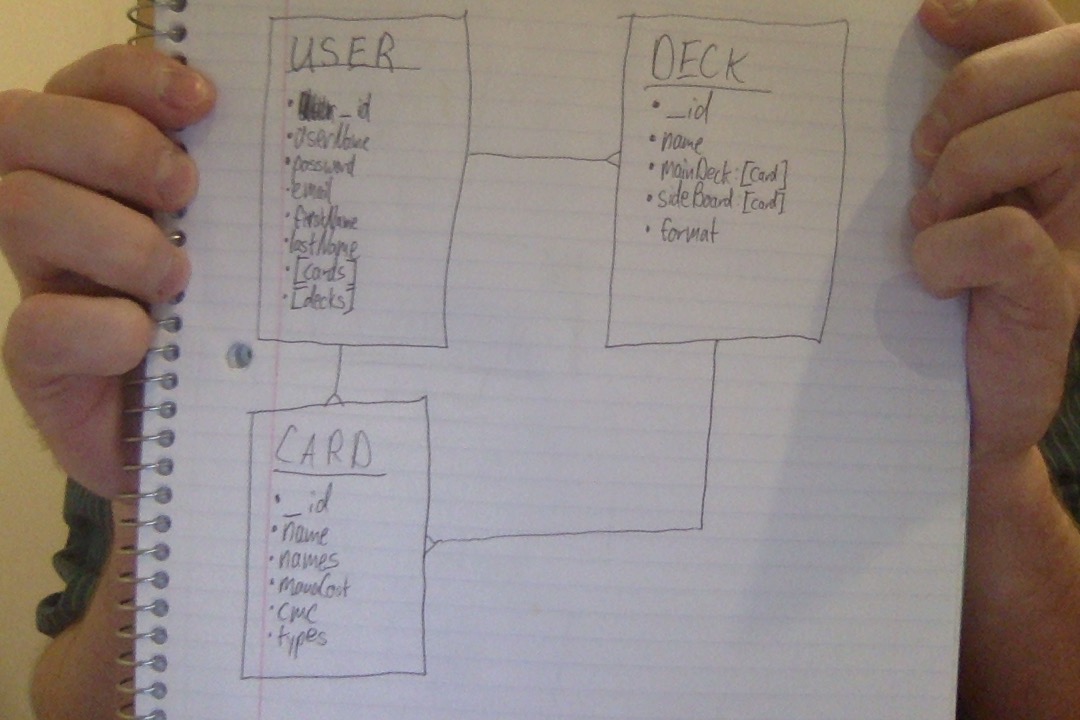 USER
• _id
• userName
• password
• email
• firstName
• lastName
• [cards]
• [decks]
DECK
• _id
• name
• mainDeck:[card]
• sideBoard:[card]
• format
CARD
• _id
• name
• names
• manaCost
• cmc
• types